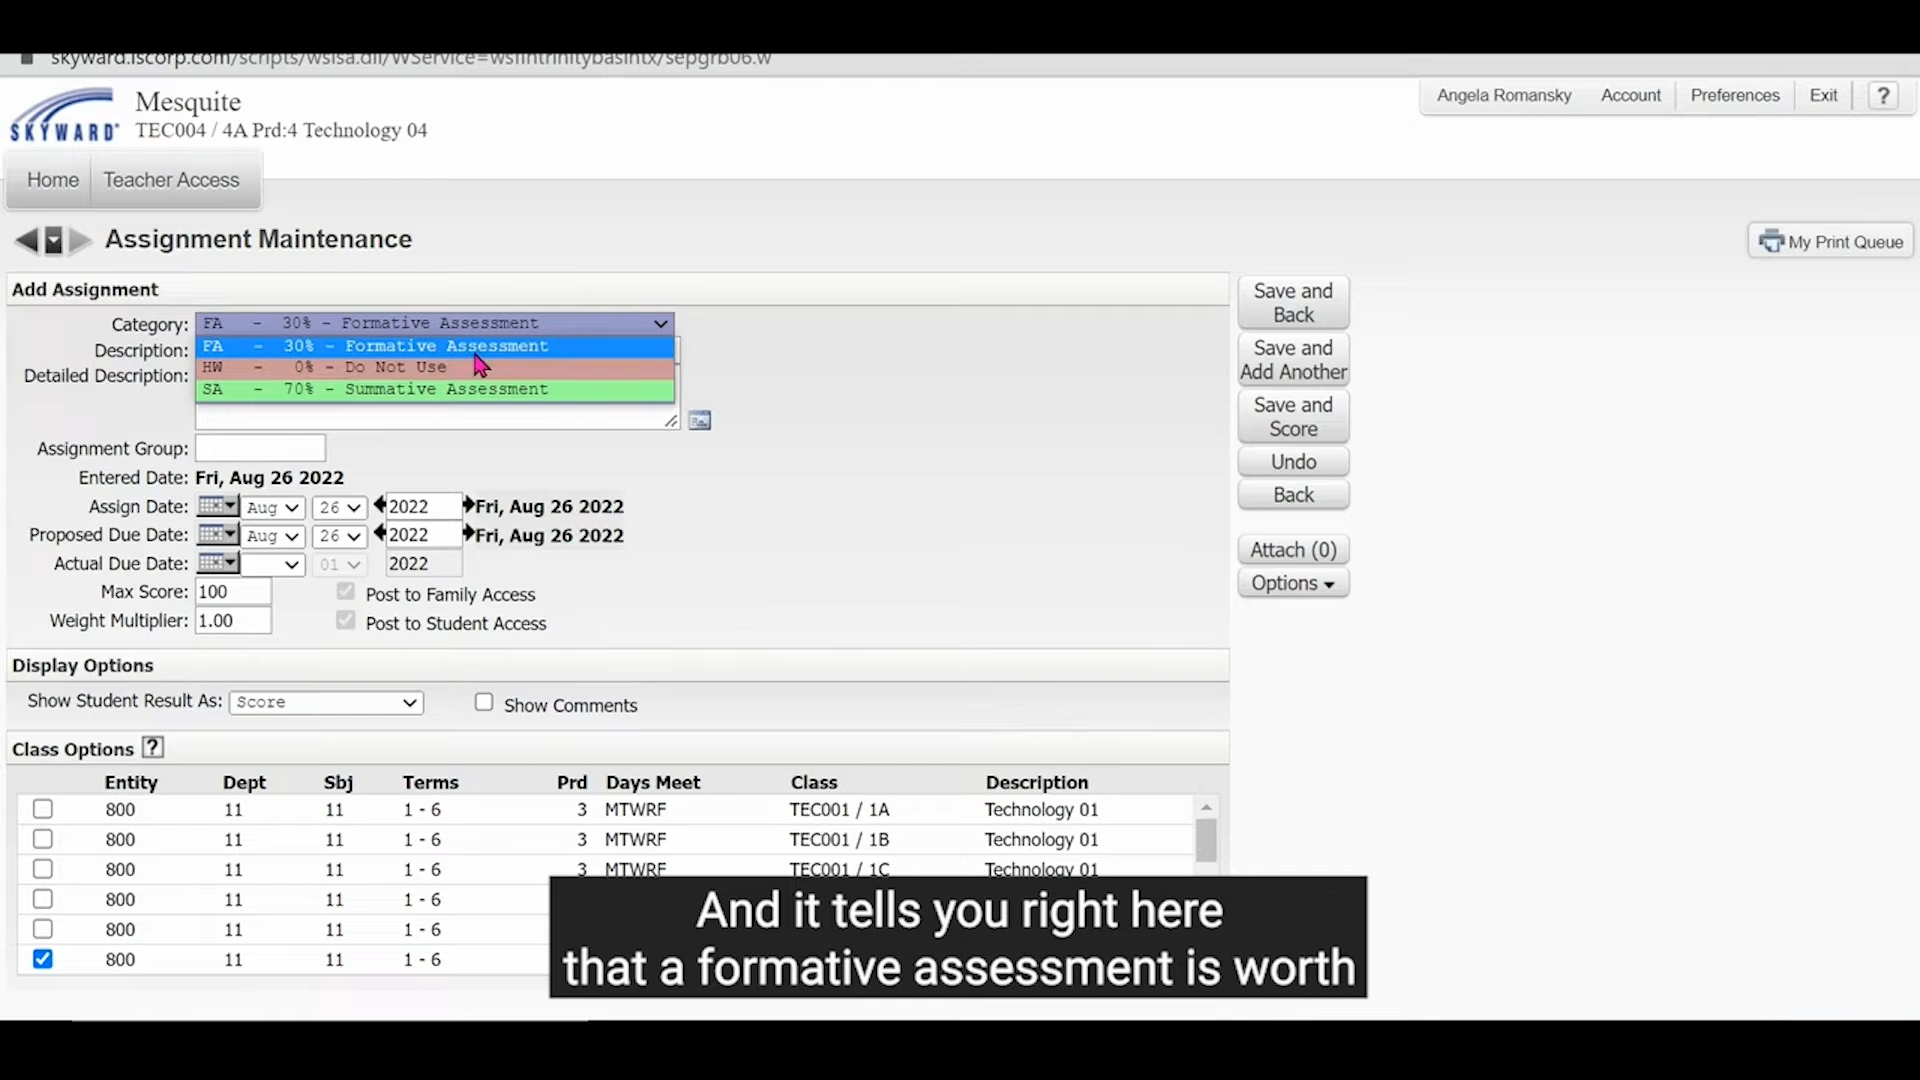 skyward.iscorp.com/scripts/wsisa.dll/WService=wsfintrinitybasintx/sepgrb06.w
Mesquite
Angela Romansky Account Preferences Exit ?
SKYWARD TEC004 / 4A Prd:4 Technology 04
Home Teacher Access
Assignment Maintenance
My Print Queue
Add Assignment
Save and Back
Category: FA - 30% - Formative Assessment
Description: FA - 30% - Formative Assessment
HW - 0% - Do Not Use
Detailed Description:
SA - 70% - Summative Assessment
Save and Add Another
Save and Score
Assignment Group:
Undo
Entered Date: Fri, Aug 26 2022
Back
Assign Date: Aug 26 2022 Fri, Aug 26 2022
Proposed Due Date: Aug 26 2022 Fri, Aug 26 2022
Attach (0)
Actual Due Date: 01 2022
Options
Max Score: 100 Post to Family Access
Weight Multiplier: 1.00 Post to Student Access
Display Options
Show Student Result As: Score Show Comments
Class Options ?
Entity Dept Sbj Terms Prd Days Meet Class Description
800 11 11 1 - 6 3 MTWRF TEC001 / 1A Technology 01
800 11 11 1 - 6 3 MTWRF TEC001 / 1B Technology 01
800 11 11 1 - 6 3 MTWRF TEC001 / 1C Technology 01
800 11 11 1 - 6
800 11 11 1 - 6
800 11 11 1 - 6
And it tells you right here
that a formative assessment is worth